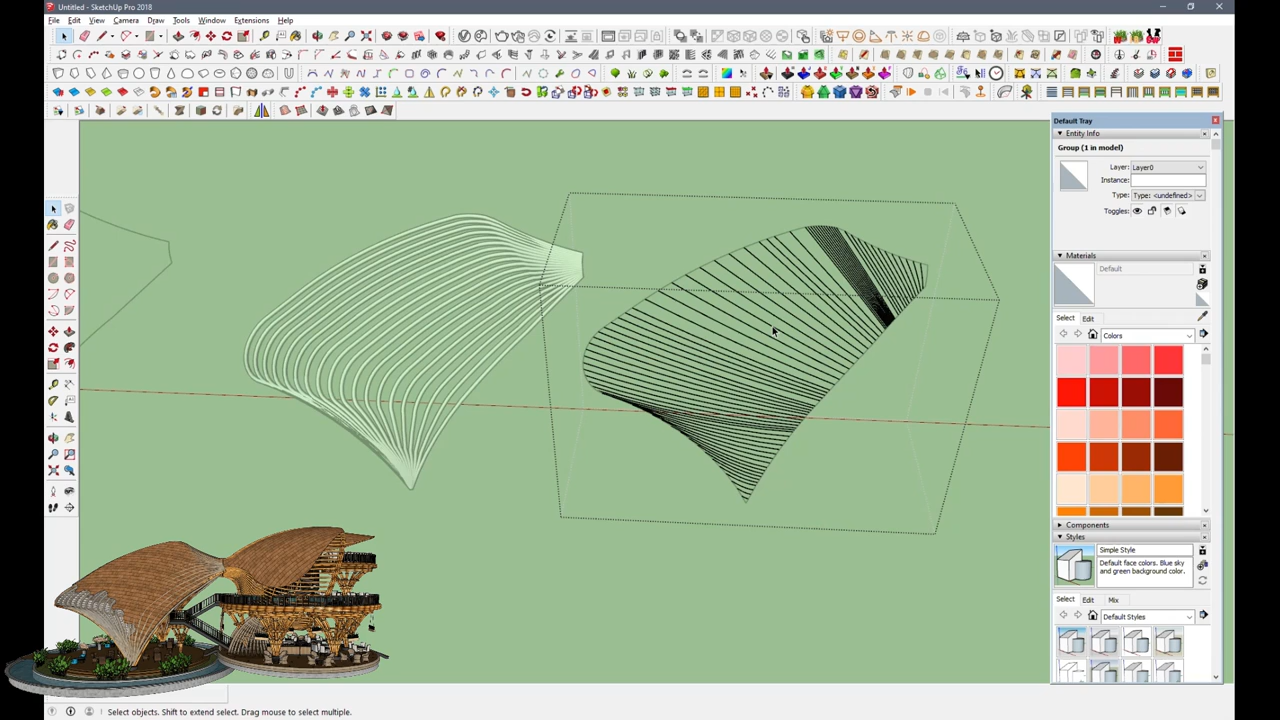 Untitled - SketchUp Pro 2018
File Edit View Camera Draw Tools Window Extensions Help
Default Tray
Entity Info
Group (1 in model)
Layer: Layer0
Instance:
Type: Type: <undefined>
Toggles:
Materials
Default
Select Edit
Colors
Components
Styles
Simple Style
Default face colors. Blue sky
and green background color.
Select Edit Mix
Default Styles
Select objects. Shift to extend select. Drag mouse to select multiple.